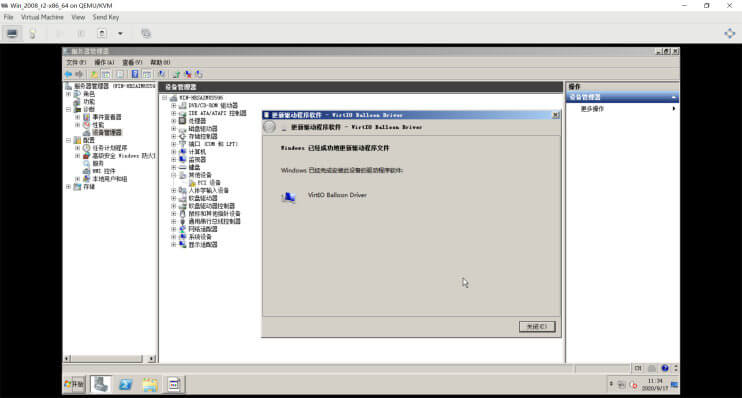 Win_2008_r2-x86_64 on QEMU/KVM
File Virtual Machine View Send Key
服务器管理器
文件(F) 操作(A) 查看(V) 帮助(H)
服务器管理器
角色
功能
诊断
事件查看器
性能
设备管理器
配置
任务计划程序
高级安全 Windows 防火
服务
WMI 控件
本地用户和组
存储
设备管理器
DVD/CD-ROM 驱动器
IDE ATA/ATAPI 控制器
处理器
磁盘驱动器
存储控制器
端口 (COM 和 LPT)
计算机
监视器
键盘
其他设备
PCI 设备
人体学输入设备
软盘驱动器
软盘驱动器控制器
鼠标和其他指针设备
通用串行总线控制器
网络适配器
系统设备
显示适配器
更新驱动程序软件 - VirtIO Balloon Driver
更新驱动程序软件 - VirtIO Balloon Driver
Windows 已经成功地更新驱动程序文件
Windows 已经完成安装此设备的驱动程序软件:
VirtIO Balloon Driver
关闭(C)
操作
设备管理器
更多操作
CH
开始
11:34
2020/9/17